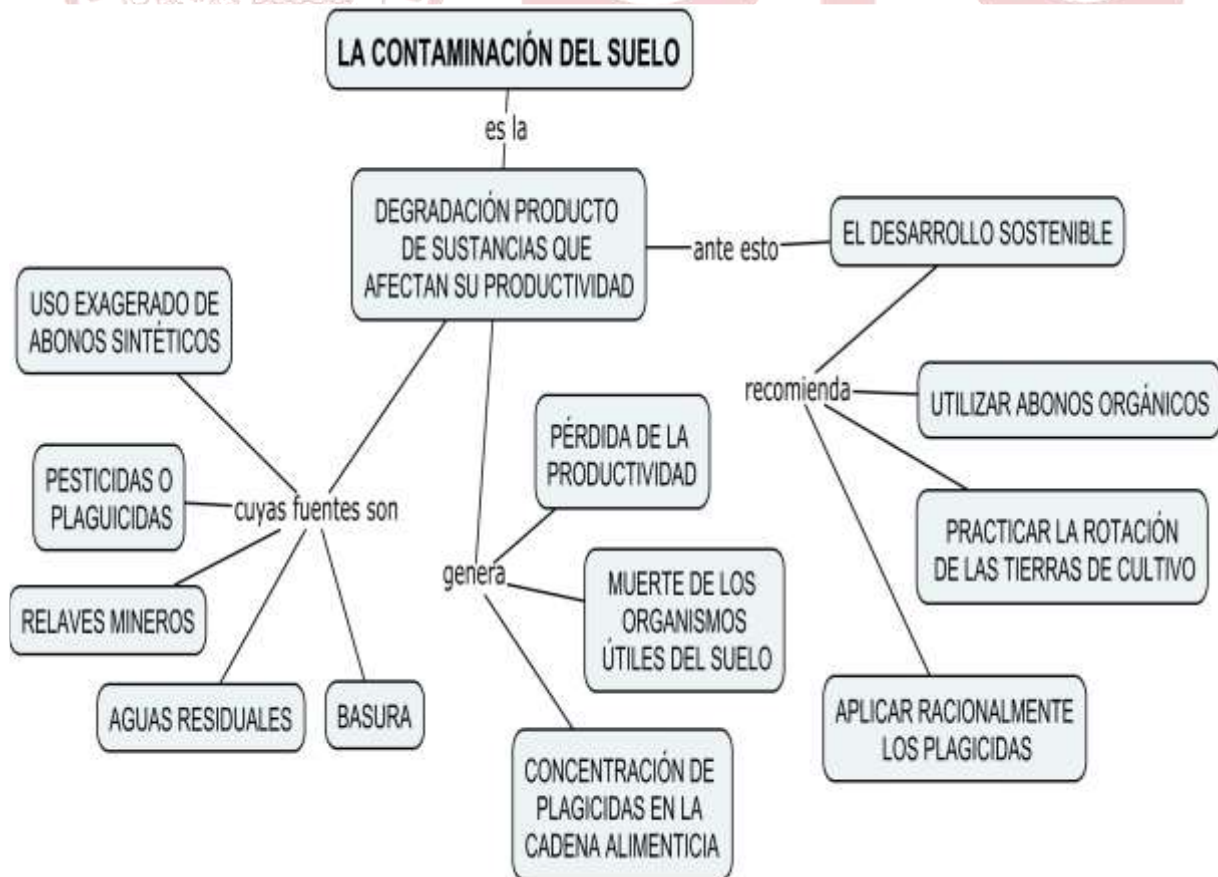 LA CONTAMINACIÓN DEL SUELO
es la
DEGRADACIÓN PRODUCTO
DE SUSTANCIAS QUE
AFECTAN SU PRODUCTIVIDAD
ante esto
EL DESARROLLO SOSTENIBLE
recomienda
UTILIZAR ABONOS ORGÁNICOS
PRACTICAR LA ROTACIÓN
DE LAS TIERRAS DE CULTIVO
APLICAR RACIONALMENTE
LOS PLAGICIDAS
cuyas fuentes son
USO EXAGERADO DE
ABONOS SINTÉTICOS
PESTICIDAS O
PLAGUICIDAS
RELAVES MINEROS
AGUAS RESIDUALES
BASURA
genera
PÉRDIDA DE LA
PRODUCTIVIDAD
MUERTE DE LOS
ORGANISMOS
ÚTILES DEL SUELO
CONCENTRACIÓN DE
PLAGICIDAS EN LA
CADENA ALIMENTICIA